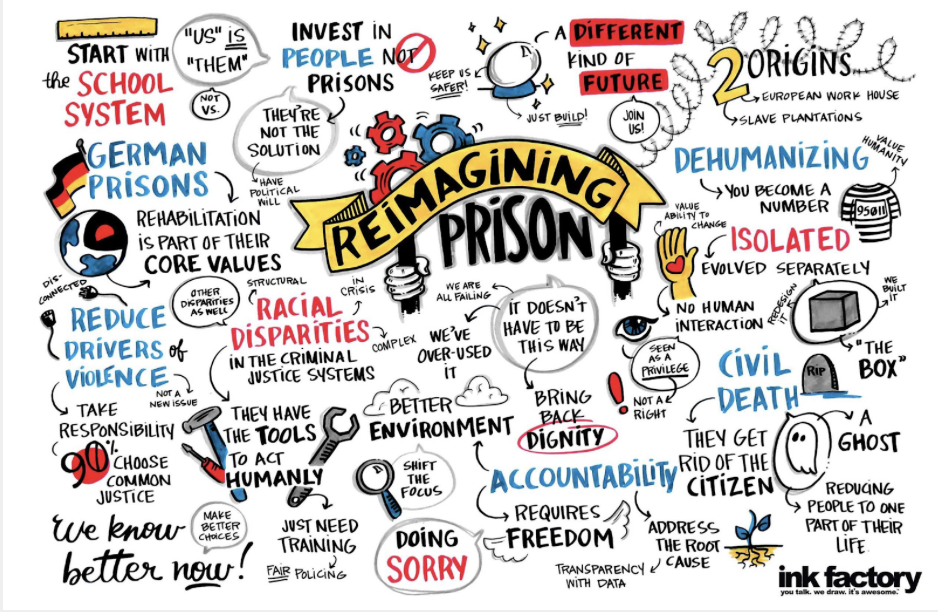 START WITH
the SCHOOL
SYSTEM
"US" IS
"THEM"
NOT
VS.
INVEST IN
PEOPLE NOT
PRISONS
THEY'RE
NOT THE
SOLUTION
HAVE
POLITICAL
WILL
KEEP US
SAFER!
JUST BUILD!
A DIFFERENT
KIND OF
FUTURE
JOIN
US!
2 ORIGINS
EUROPEAN WORK HOUSE
SLAVE PLANTATIONS
REIMAGINING
PRISON
GERMAN
PRISONS
REHABILITATION
IS PART OF THEIR
CORE VALUES
DIS-
CONNECTED
REDUCE
DRIVERS of
VIOLENCE
NOT A
NEW ISSUE
TAKE
RESPONSIBILITY
90%
CHOOSE
COMMON
JUSTICE
We know
better now!
OTHER
DISPARITIES
AS WELL
STRUCTURAL
IN
CRISIS
RACIAL
DISPARITIES
COMPLEX
IN THE CRIMINAL
JUSTICE SYSTEMS
THEY HAVE
THE TOOLS
TO ACT
HUMANLY
MAKE
BETTER
CHOICES
JUST NEED
TRAINING
FAIR POLICING
WE ARE
ALL FAILING
WE'VE
OVER-USED
IT
IT DOESN'T
HAVE TO BE
THIS WAY
BRING
BACK
DIGNITY
BETTER
ENVIRONMENT
SHIFT
THE
FOCUS
DOING
SORRY
ACCOUNTABILITY
REQUIRES
FREEDOM
TRANSPARENCY
WITH DATA
ADDRESS
THE ROOT
CAUSE
DEHUMANIZING
VALUE
HUMANITY
YOU BECOME A
NUMBER
95011
VALUE
ABILITY TO
CHANGE
ISOLATED
EVOLVED SEPARATELY
NO HUMAN
INTERACTION
SEEN
AS A
PRIVILEGE
NOT A
RIGHT
REDESIGN
IT
WE
BUILT
IT
"THE
BOX"
CIVIL
DEATH
RIP
THEY GET
RID OF THE
CITIZEN
A
GHOST
REDUCING
PEOPLE TO ONE
PART OF THEIR
LIFE
ink factory
you talk. we draw. it's awesome.